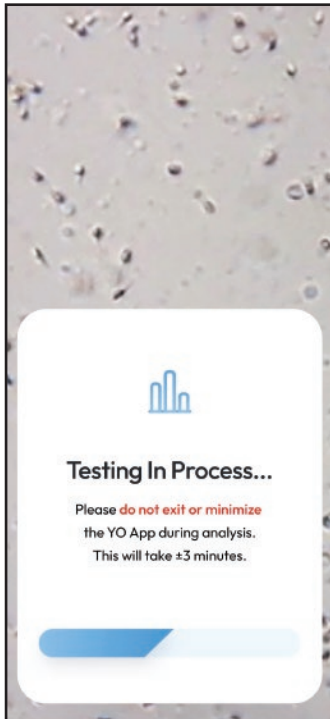 Testing In Process...
Please do not exit or minimize
the YO App during analysis.
This will take ±3 minutes.